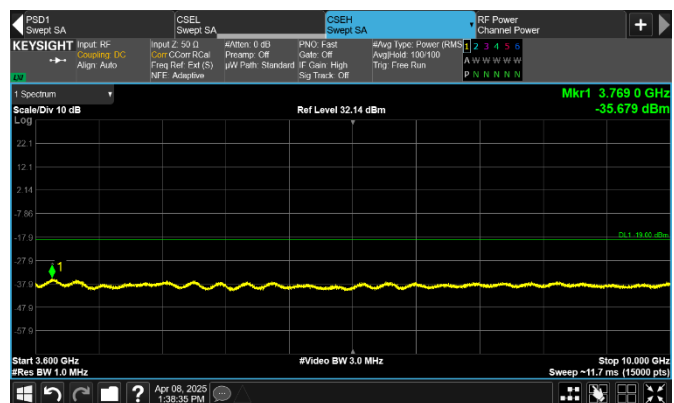 PSD1
Swept SA
CSEL
Swept SA
CSEH
Swept SA
RF Power
Channel Power
KEYSIGHT
Input: RF
Coupling: DC
Align: Auto
Input Z: 50 Ω
Corr CCorr RCal
Freq Ref: Ext (S)
NFE: Adaptive
#Atten: 0 dB
Preamp: Off
µW Path: Standard
PNO: Fast
Gate: Off
IF Gain: High
Sig Track: Off
#Avg Type: Power (RMS)
Avg|Hold: 100/100
Trig: Free Run
1 2 3 4 5 6
A W W W W W
P N N N N N
LXI
1 Spectrum
Scale/Div 10 dB
Log
Ref Level 32.14 dBm
Mkr1 3.769 0 GHz
-35.679 dBm
22.1
12.1
2.14
-7.86
-17.9
DL1 -19.00 dBm
-27.9
1
-37.9
-47.9
-57.9
Start 3.600 GHz
#Res BW 1.0 MHz
#Video BW 3.0 MHz
Stop 10.000 GHz
Sweep ~11.7 ms (15000 pts)
Apr 08, 2025
1:38:35 PM